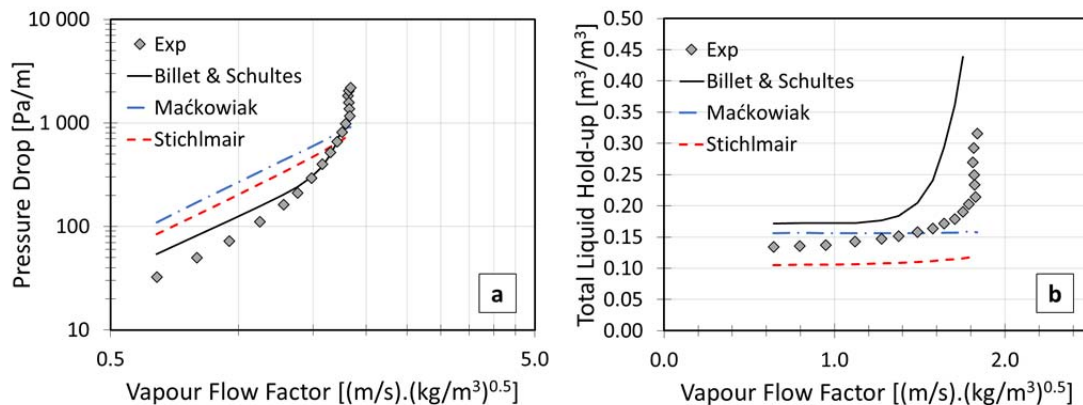 10 000
1 000
100
10
Pressure Drop [Pa/m]
Exp
Billet & Schultes
Maćkowiak
Stichlmair
a
0.5
5.0
Vapour Flow Factor [(m/s).(kg/m³)⁰·⁵]
0.50
0.45
0.40
0.35
0.30
0.25
0.20
0.15
0.10
0.05
0.00
Total Liquid Hold-up [m³/m³]
Exp
Billet & Schultes
Maćkowiak
Stichlmair
b
0.0
1.0
2.0
Vapour Flow Factor [(m/s).(kg/m³)⁰·⁵]